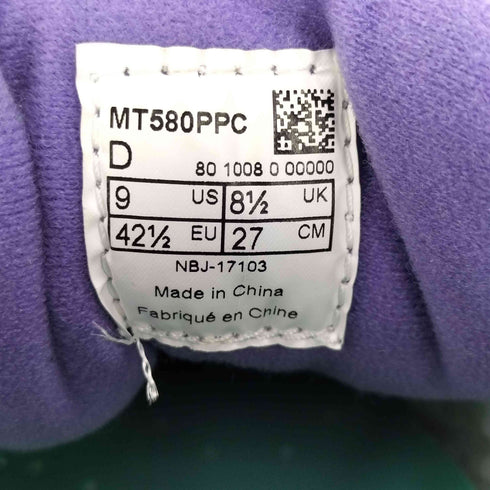 MT580PPC
D
80 1008 0 00000
9 US 8½ UK
42½ EU 27 CM
NBJ-17103
Made in China
Fabriqué en Chine